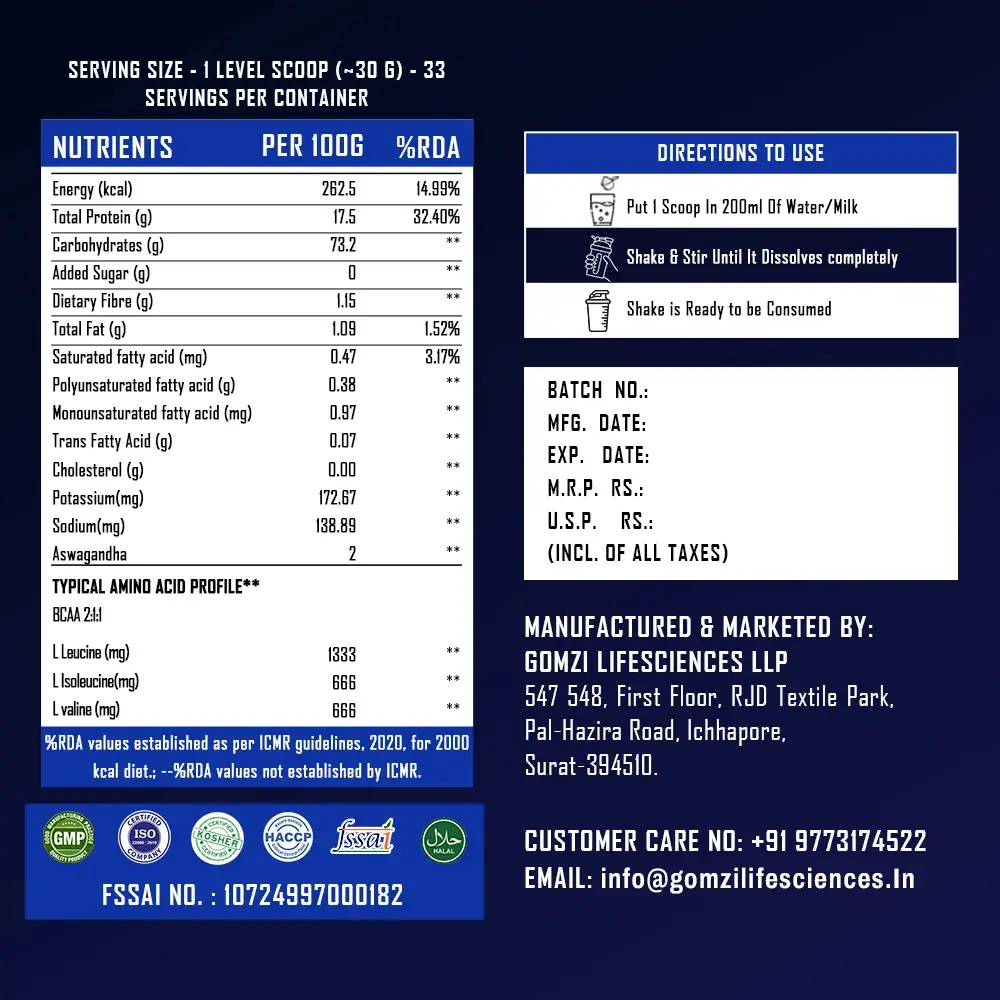 SERVING SIZE - 1 LEVEL SCOOP (~30 G) - 33
SERVINGS PER CONTAINER
NUTRIENTS PER 100G %RDA
Energy (kcal) 262.5 14.99%
Total Protein (g) 17.5 32.40%
Carbohydrates (g) 73.2 **
Added Sugar (g) 0 **
Dietary Fibre (g) 1.15 **
Total Fat (g) 1.09 1.52%
Saturated fatty acid (mg) 0.47 3.17%
Polyunsaturated fatty acid (g) 0.38 **
Monounsaturated fatty acid (mg) 0.97 **
Trans Fatty Acid (g) 0.07 **
Cholesterol (g) 0.00 **
Potassium(mg) 172.67 **
Sodium(mg) 138.89 **
Aswagandha 2 **
TYPICAL AMINO ACID PROFILE**
BCAA 2:1:1
L Leucine (mg) 1333 **
L Isoleucine(mg) 666 **
L valine (mg) 666 **
%RDA values established as per ICMR guidelines, 2020, for 2000
kcal diet.; --%RDA values not established by ICMR.
GOOD MANUFACTURING PRACTICE
GMP
QUALITY PRODUCT
CERTIFIED
ISO
22000 : 2018
COMPANY
CERTIFIED
KOSHER
CERTIFIED
HACCP
fssai
حلال
HALAL
FSSAI NO. : 10724997000182
DIRECTIONS TO USE
Put 1 Scoop In 200ml Of Water/Milk
Shake & Stir Until It Dissolves completely
Shake is Ready to be Consumed
BATCH NO.:
MFG. DATE:
EXP. DATE:
M.R.P. RS.:
U.S.P. RS.:
(INCL. OF ALL TAXES)
MANUFACTURED & MARKETED BY:
GOMZI LIFESCIENCES LLP
547 548, First Floor, RJD Textile Park,
Pal-Hazira Road, Ichhapore,
Surat-394510.
CUSTOMER CARE NO: +91 9773174522
EMAIL: info@gomzilifesciences.In